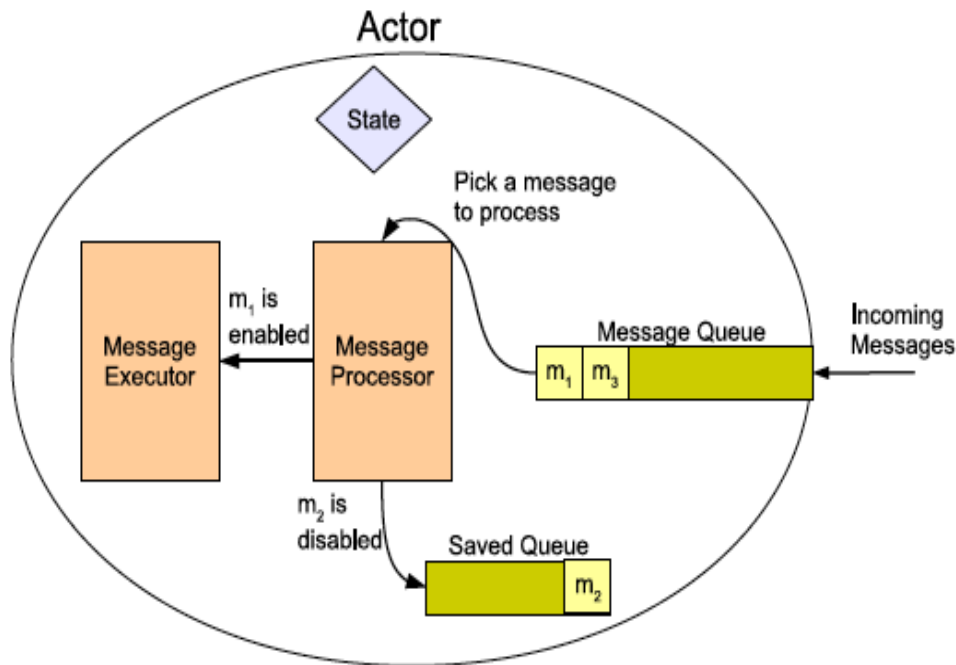 Actor
State
Pick a message
to process
m₁ is
enabled
Message
Executor
Message
Processor
Message Queue
m₁ m₃
Incoming
Messages
m₂ is
disabled
Saved Queue
m₂